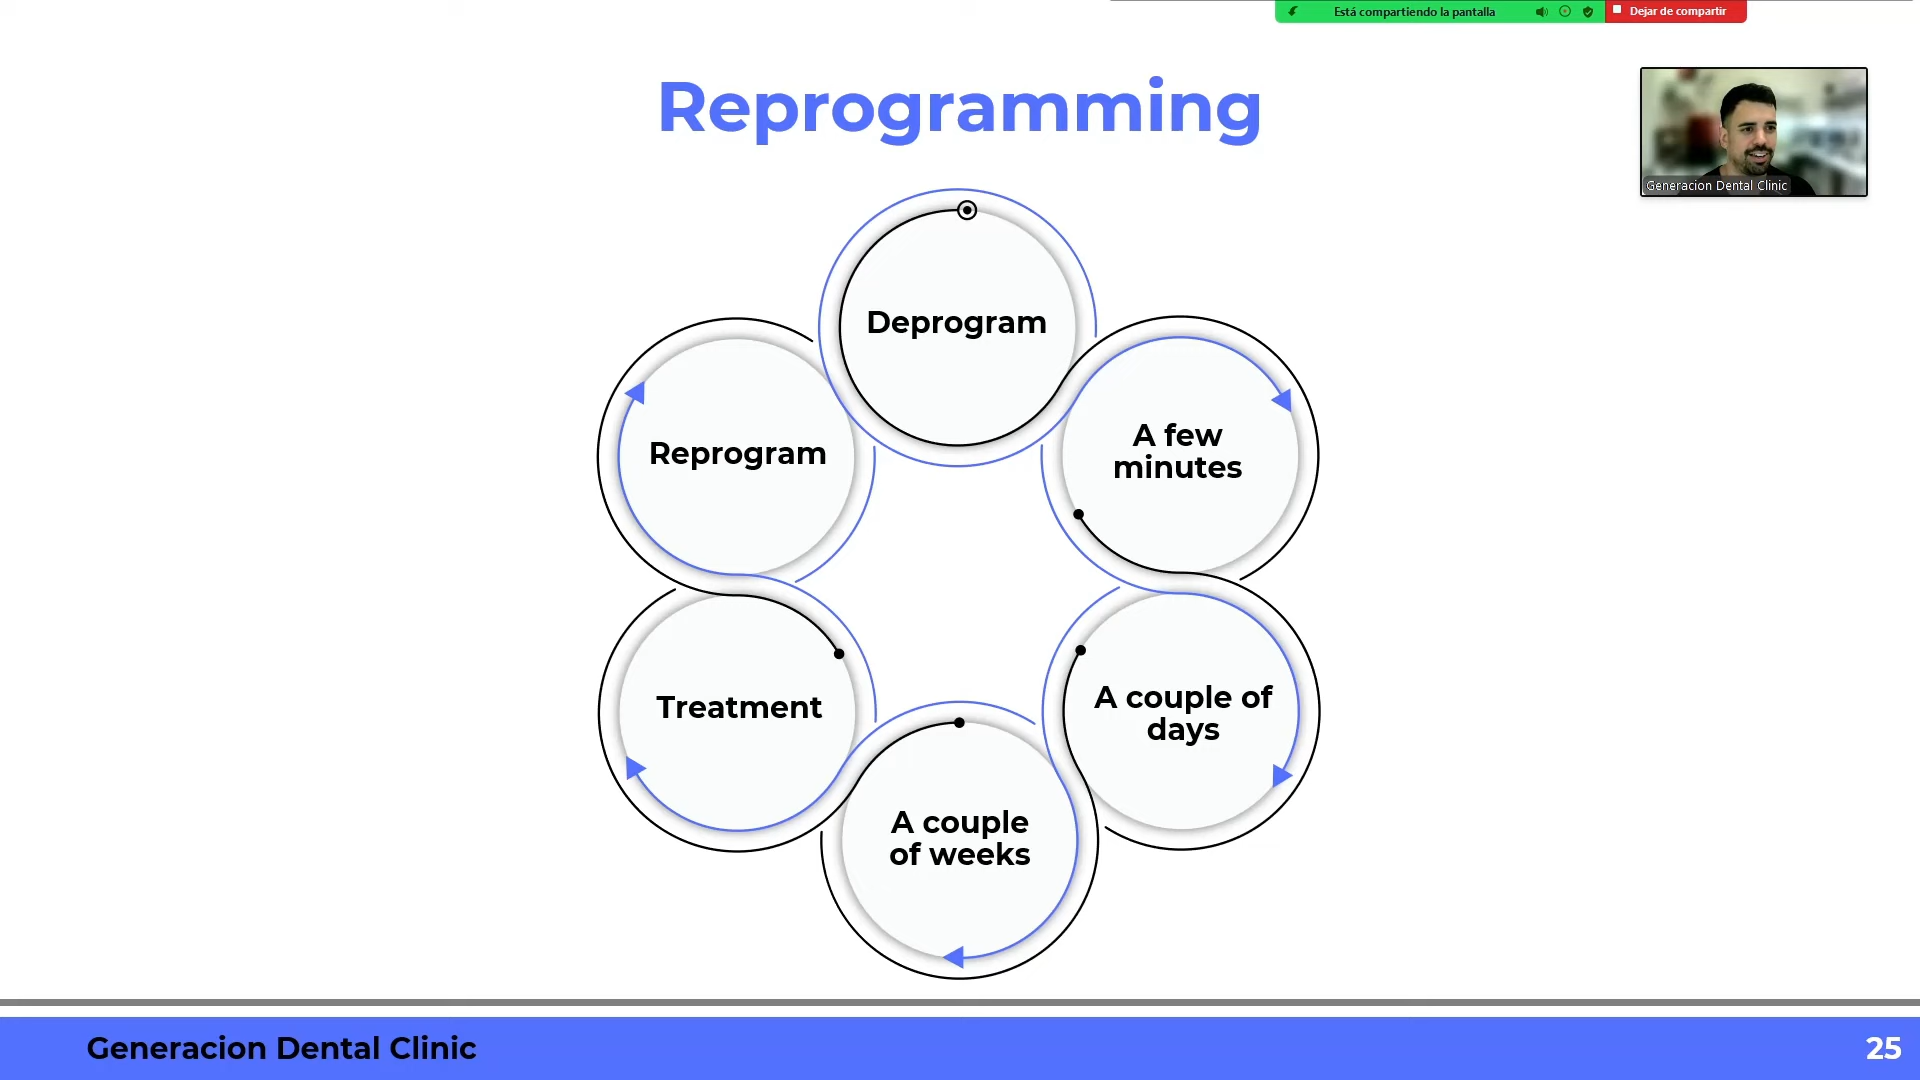 Está compartiendo la pantalla
Dejar de compartir
Reprogramming
Generacion Dental Clinic
Deprogram
A few
minutes
Reprogram
A couple of
days
Treatment
A couple
of weeks
Generacion Dental Clinic
25